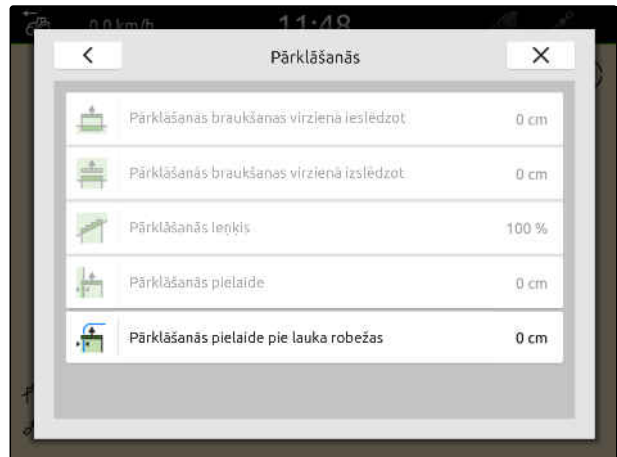 0.0 km/h
11:48
Pārklāšanās
Pārklāšanās braukšanas virzienā ieslēdzot
0 cm
Pārklāšanās braukšanas virzienā izslēdzot
0 cm
Pārklāšanās leņķis
100 %
Pārklāšanās pielaide
0 cm
Pārklāšanās pielaide pie lauka robežas
0 cm